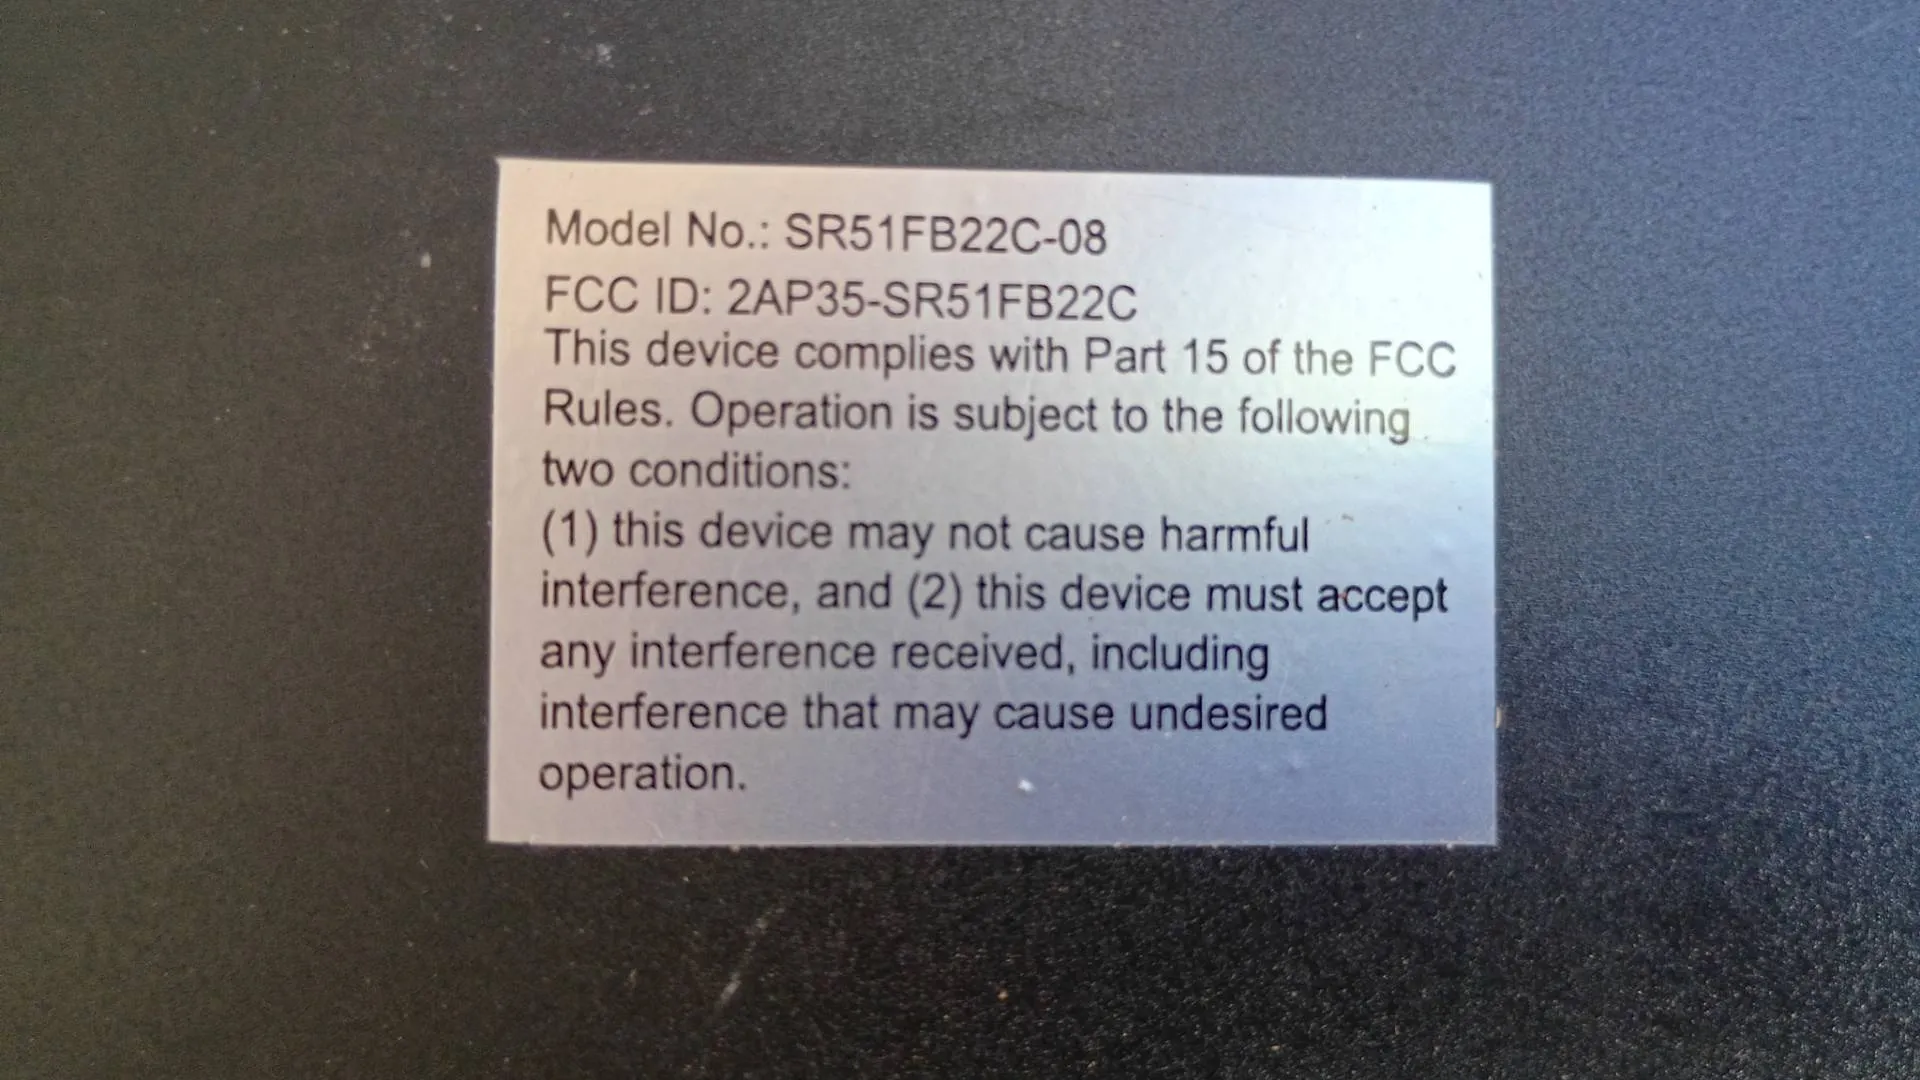 Model No.: SR51FB22C-08
FCC ID: 2AP35-SR51FB22C
This device complies with Part 15 of the FCC
Rules. Operation is subject to the following
two conditions:
(1) this device may not cause harmful
interference, and (2) this device must accept
any interference received, including
interference that may cause undesired
operation.